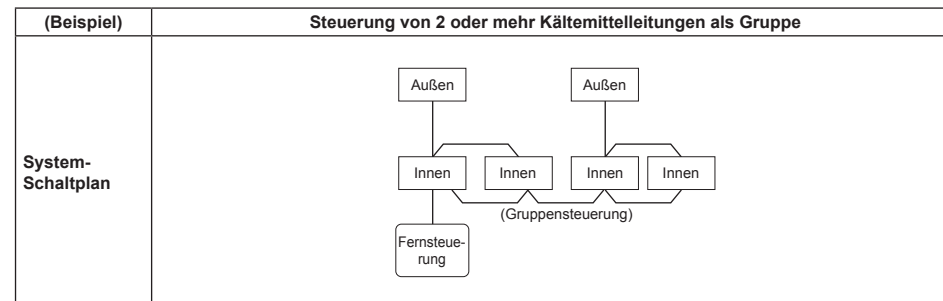 (Beispiel)
Steuerung von 2 oder mehr Kältemittelleitungen als Gruppe
System-
Schaltplan
Außen
Außen
Innen
Innen
Innen
Innen
(Gruppensteuerung)
Fernsteue-
rung